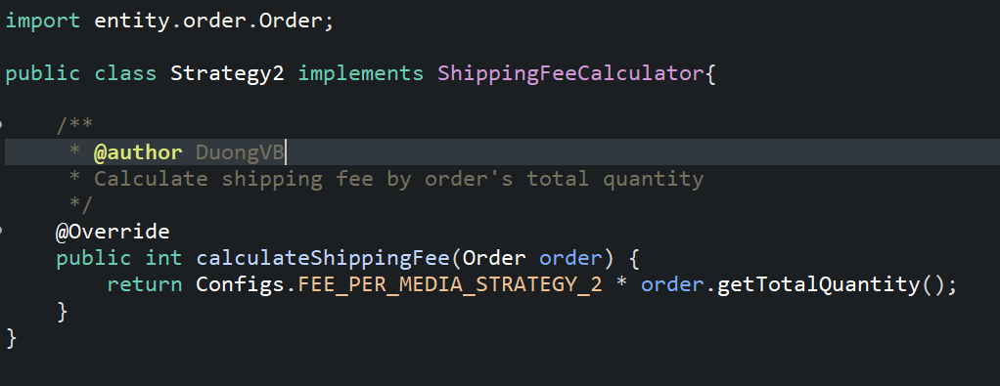 import entity.order.Order;
public class Strategy2 implements ShippingFeeCalculator{
/**
* @author DuongVB
* Calculate shipping fee by order's total quantity
*/
@Override
public int calculateShippingFee(Order order) {
return Configs.FEE_PER_MEDIA_STRATEGY_2 * order.getTotalQuantity();
}
}